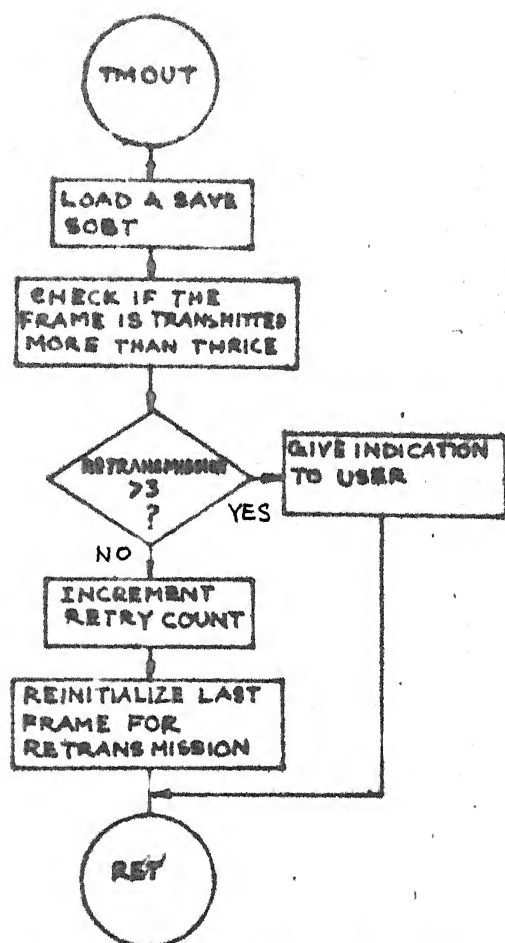 TMOUT
LOAD A SAVE
SOBT
CHECK IF THE
FRAME IS TRANSMITTED
MORE THAN THRICE
RETRANSMISSION
>3
?
YES
GIVE INDICATION
TO USER
NO
INCREMENT
RETRY COUNT
REINITIALIZE LAST
FRAME FOR
RETRANSMISSION
RET